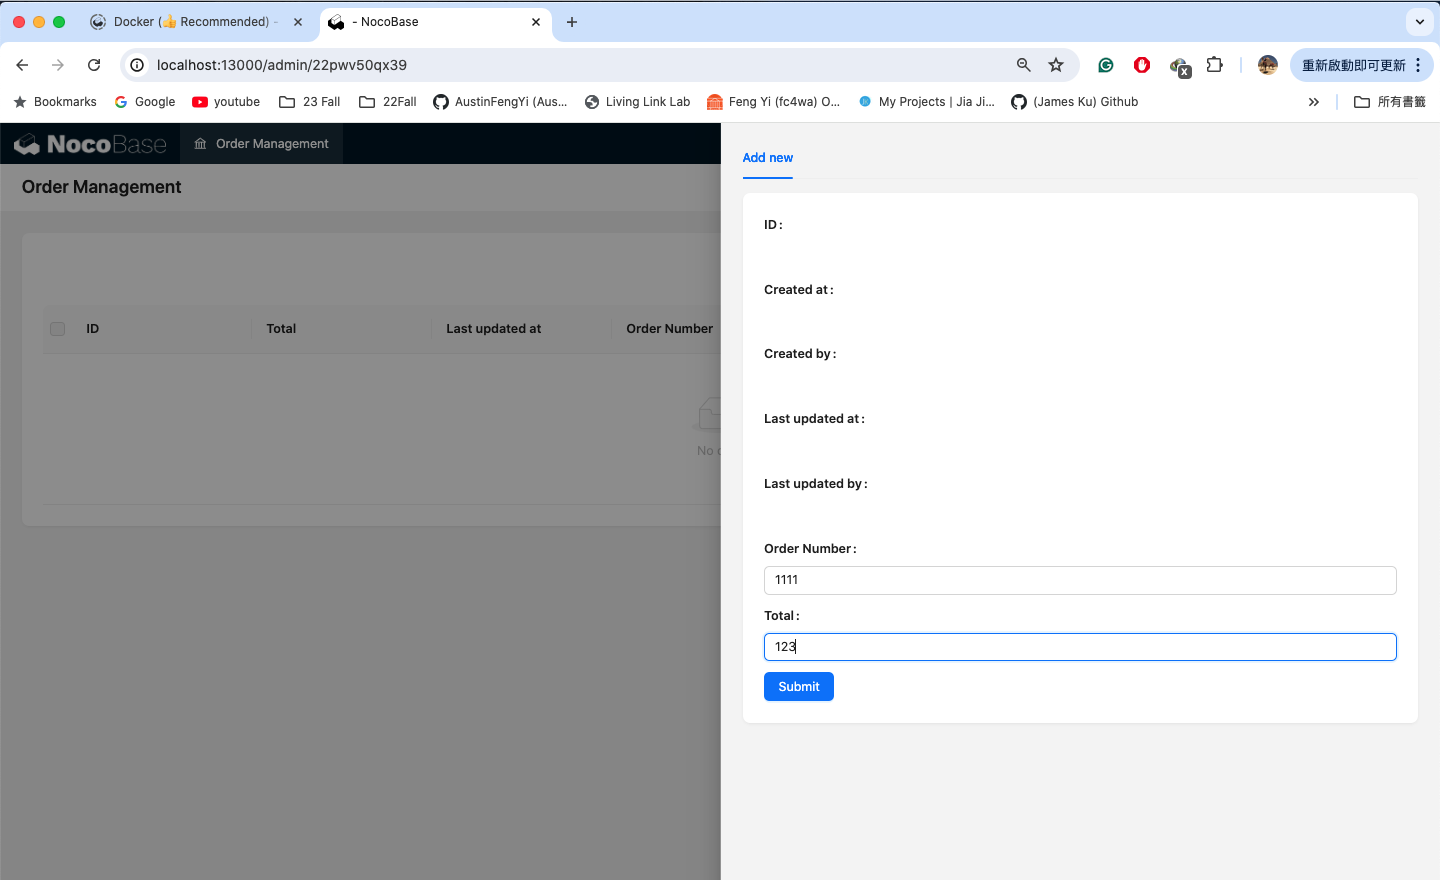 Docker (👍 Recommended) -
- NocoBase
localhost:13000/admin/22pwv50qx39
重新啟動即可更新
Bookmarks
Google
youtube
23 Fall
22Fall
AustinFengYi (Aus...
Living Link Lab
Feng Yi (fc4wa) O...
My Projects | Jia Ji...
(James Ku) Github
所有書籤
NocoBase
Order Management
Order Management
ID
Total
Last updated at
Order Number
No
Add new
ID :
Created at :
Created by :
Last updated at :
Last updated by :
Order Number :
1111
Total :
123
Submit